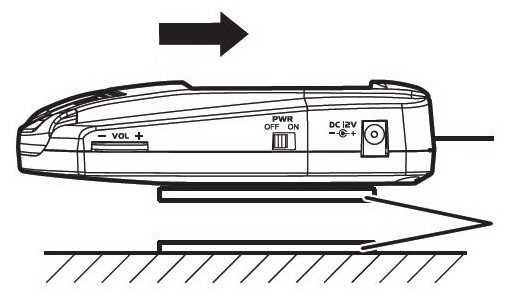 PWR
OFF ON
DC 12V
− VOL +
− +